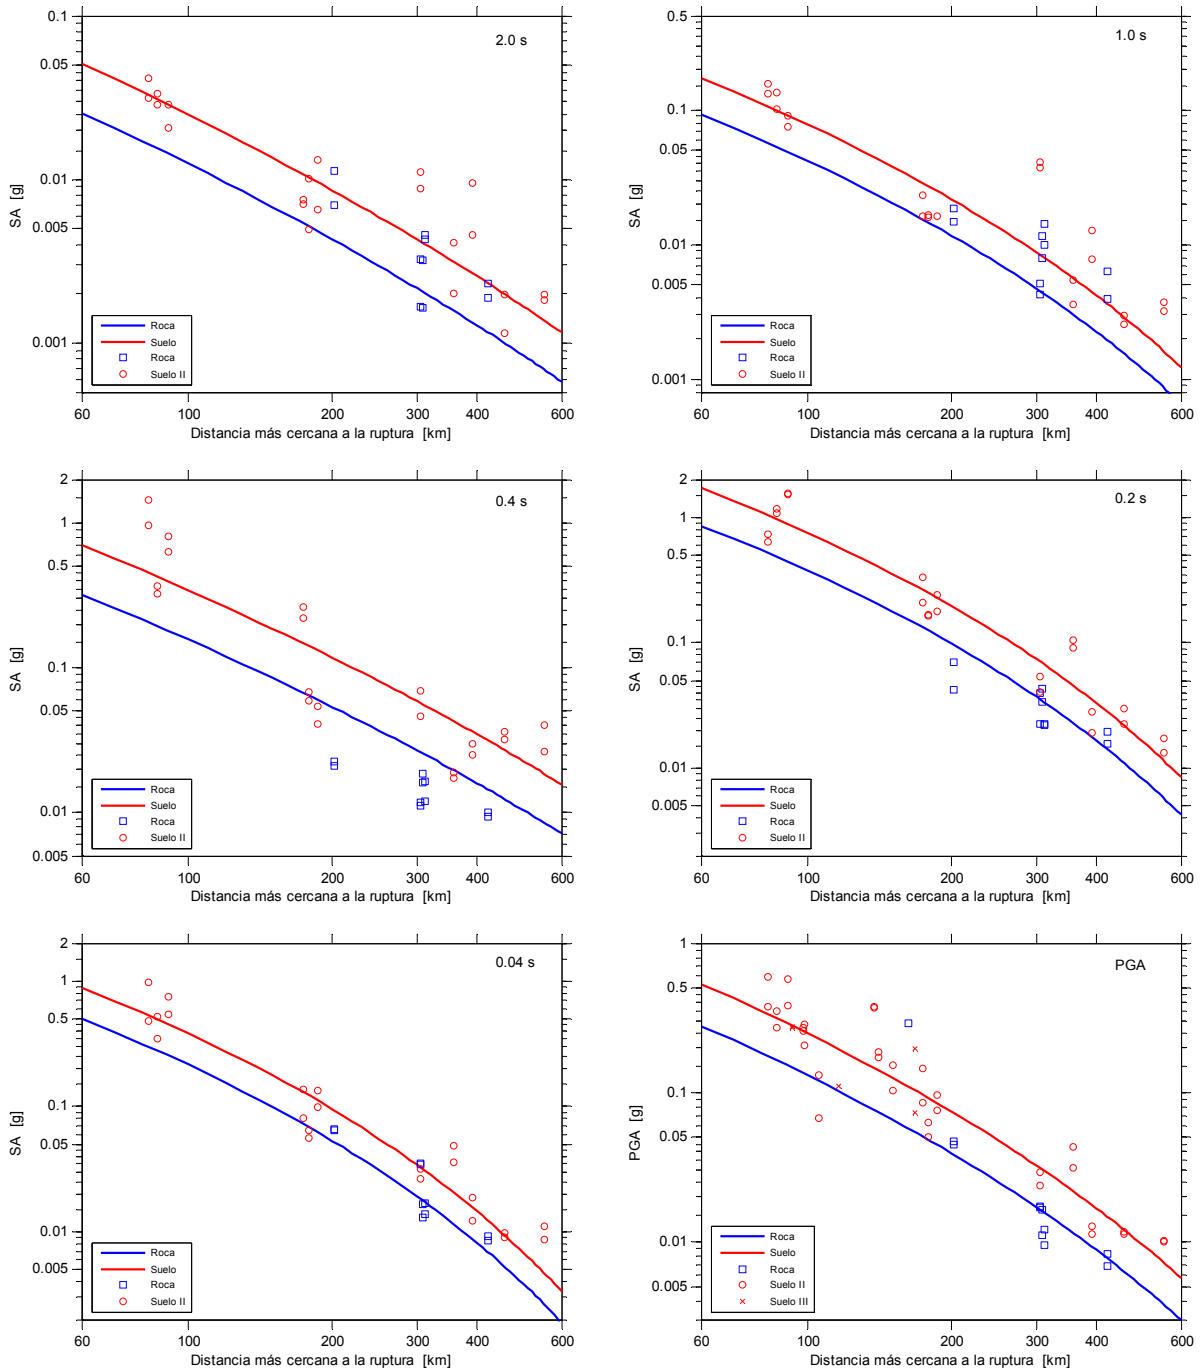 2.0 s
0.1
0.05
0.01
0.005
0.001
SA [g]
Roca
Suelo
Roca
Suelo II
60
100
200
300
400
600
Distancia más cercana a la ruptura [km]
1.0 s
0.5
0.1
0.05
0.01
0.005
0.001
SA [g]
Roca
Suelo
Roca
Suelo II
60
100
200
300
400
600
Distancia más cercana a la ruptura [km]
0.4 s
2
1
0.5
0.1
0.05
0.01
0.005
SA [g]
Roca
Suelo
Roca
Suelo II
60
100
200
300
400
600
Distancia más cercana a la ruptura [km]
0.2 s
2
1
0.5
0.1
0.05
0.01
0.005
SA [g]
Roca
Suelo
Roca
Suelo II
60
100
200
300
400
600
Distancia más cercana a la ruptura [km]
0.04 s
2
1
0.5
0.1
0.05
0.01
0.005
SA [g]
Roca
Suelo
Roca
Suelo II
60
100
200
300
400
600
Distancia más cercana a la ruptura [km]
PGA
1
0.5
0.1
0.05
0.01
0.005
PGA [g]
Roca
Suelo
Roca
Suelo II
Suelo III
60
100
200
300
400
600
Distancia más cercana a la ruptura [km]